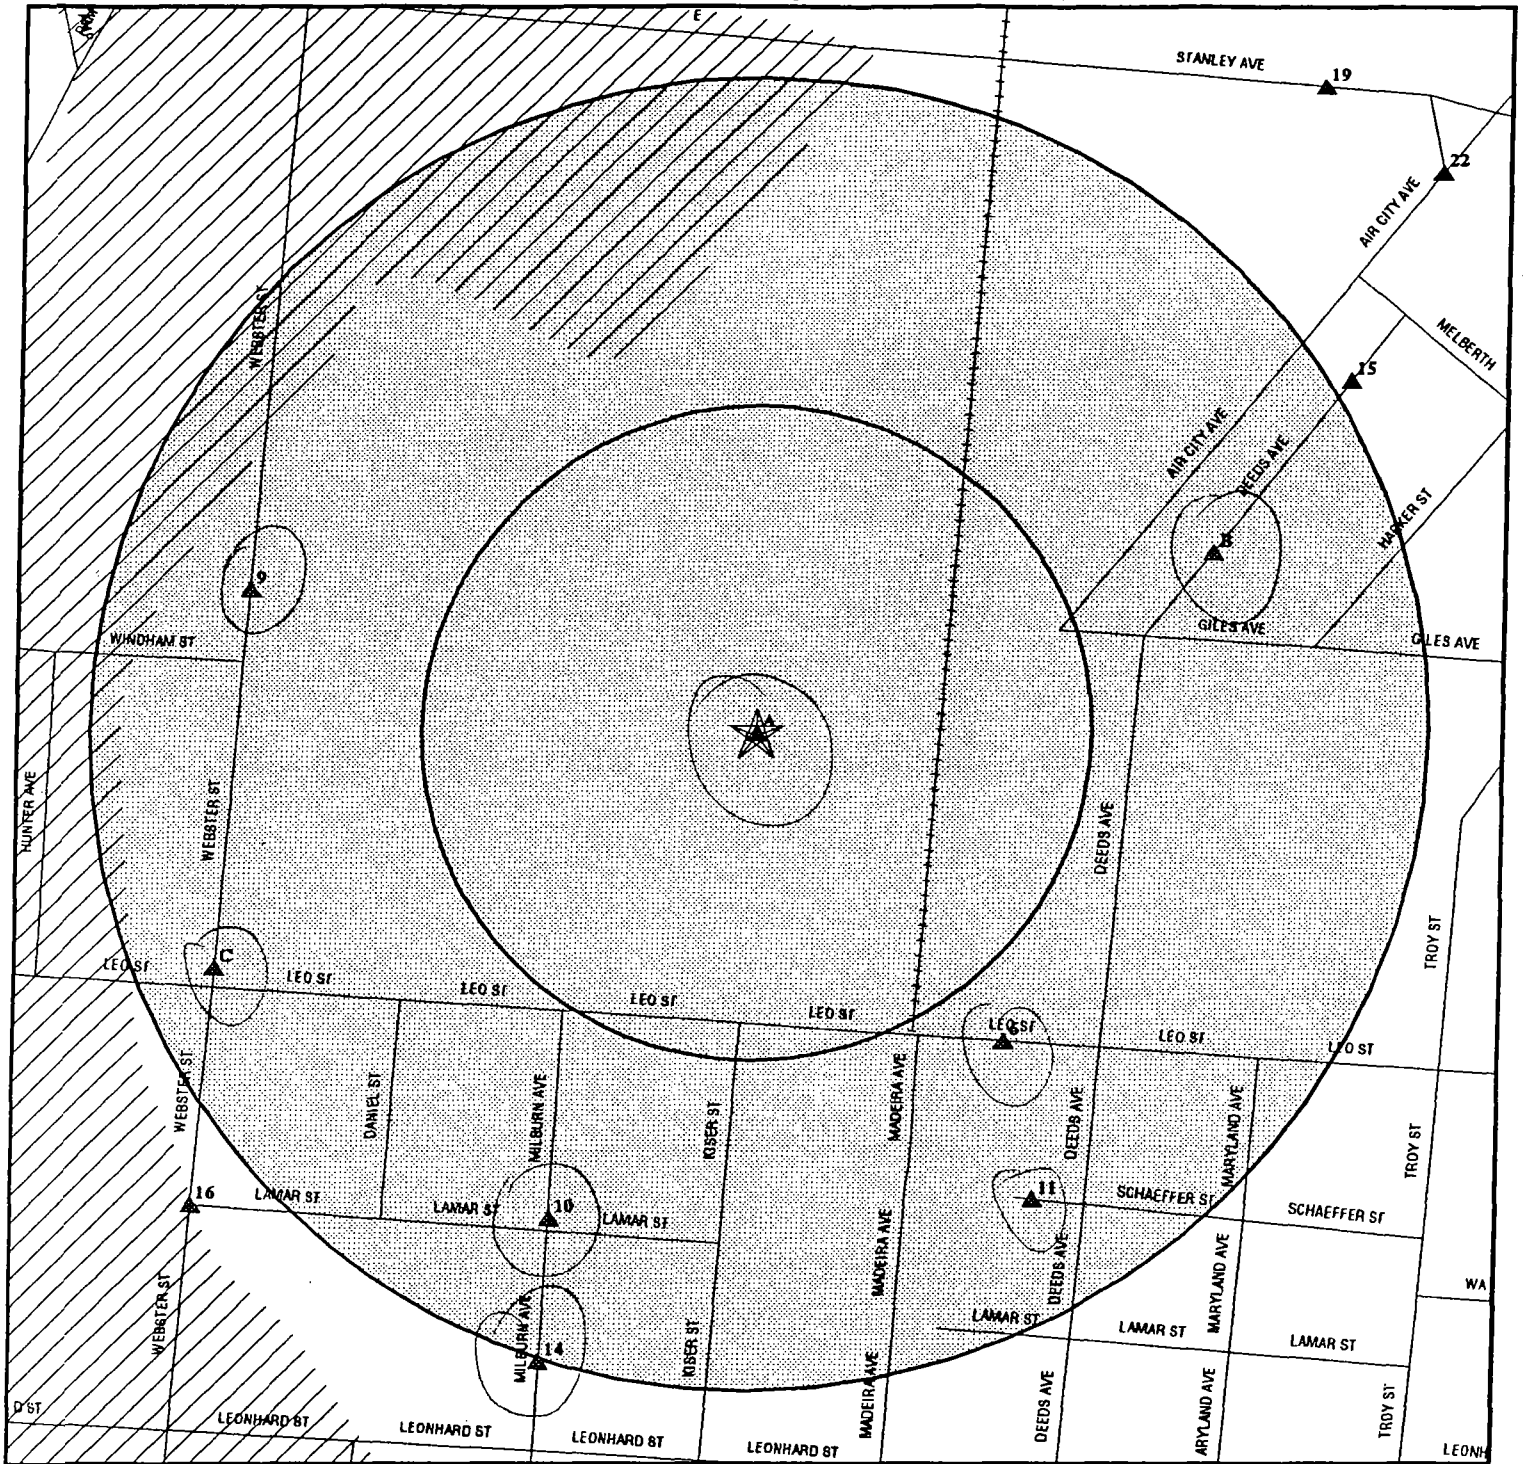 E
STANLEY AVE
19
22
AIR CITY AVE
MELBERTH
15
WEBSTER ST
AIR CITY AVE
DEEDS AVE
HARKER ST
B
9
WINDHAM ST
GILES AVE
GILES AVE
A
HUNTER AVE
WEBSTER ST
DEEDS AVE
TROY ST
C
LEO ST
LEO ST
LEO ST
LEO ST
LEO ST
LEO ST
LEO ST
LEO ST
WEBSTER ST
DANIEL ST
MILBURN AVE
KISER ST
MADEIRA AVE
DEEDS AVE
MARYLAND AVE
TROY ST
16
LAMAR ST
LAMAR ST
10
LAMAR ST
11
SCHAEFFER ST
SCHAEFFER ST
WEBSTER ST
MILBURN AVE
14
KISER ST
MADEIRA AVE
DEEDS AVE
MARYLAND AVE
WA
LAMAR ST
LAMAR ST
LAMAR ST
MADEIRA AVE
DEEDS AVE
ARYLAND AVE
TROY ST
D ST
LEONHARD ST
LEONHARD ST
LEONHARD ST
LEONHARD ST
LEONH